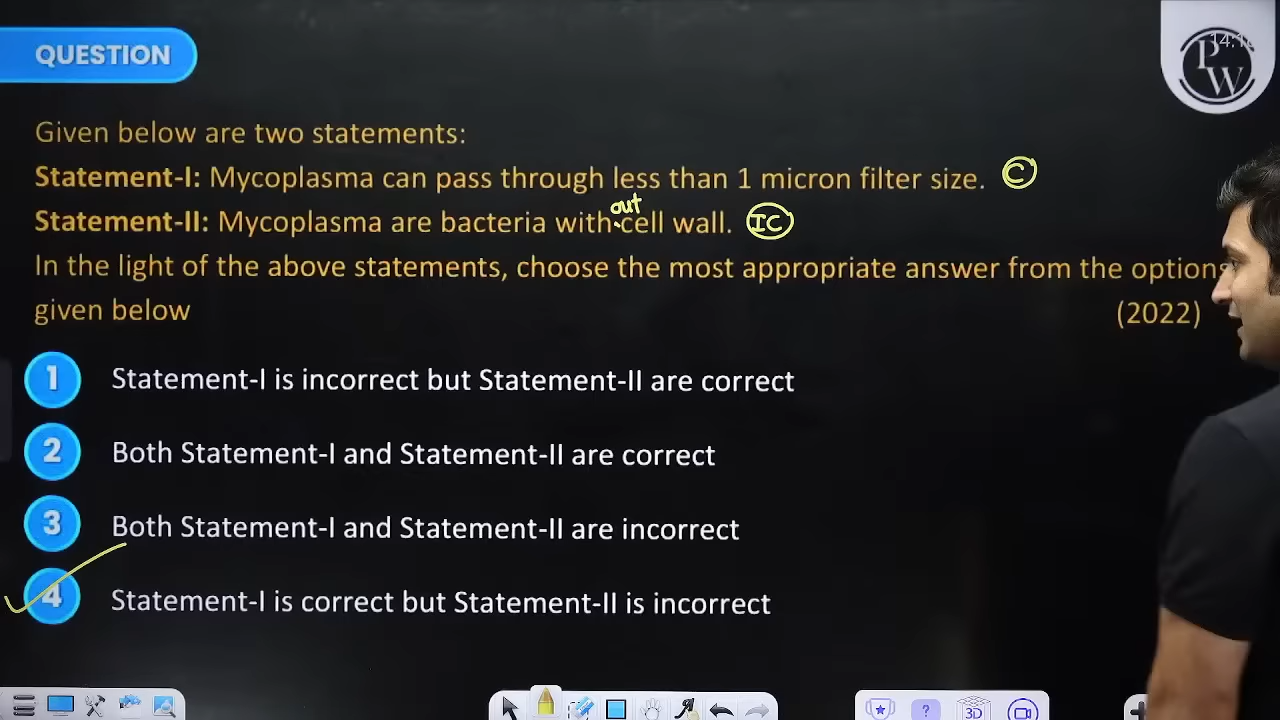 QUESTION
14:1
PW
Given below are two statements:
Statement-I: Mycoplasma can pass through less than 1 micron filter size. C
out
Statement-II: Mycoplasma are bacteria with cell wall. IC
In the light of the above statements, choose the most appropriate answer from the options
given below (2022)
1 Statement-I is incorrect but Statement-II are correct
2 Both Statement-I and Statement-II are correct
3 Both Statement-I and Statement-II are incorrect
4 Statement-I is correct but Statement-II is incorrect
? 3D